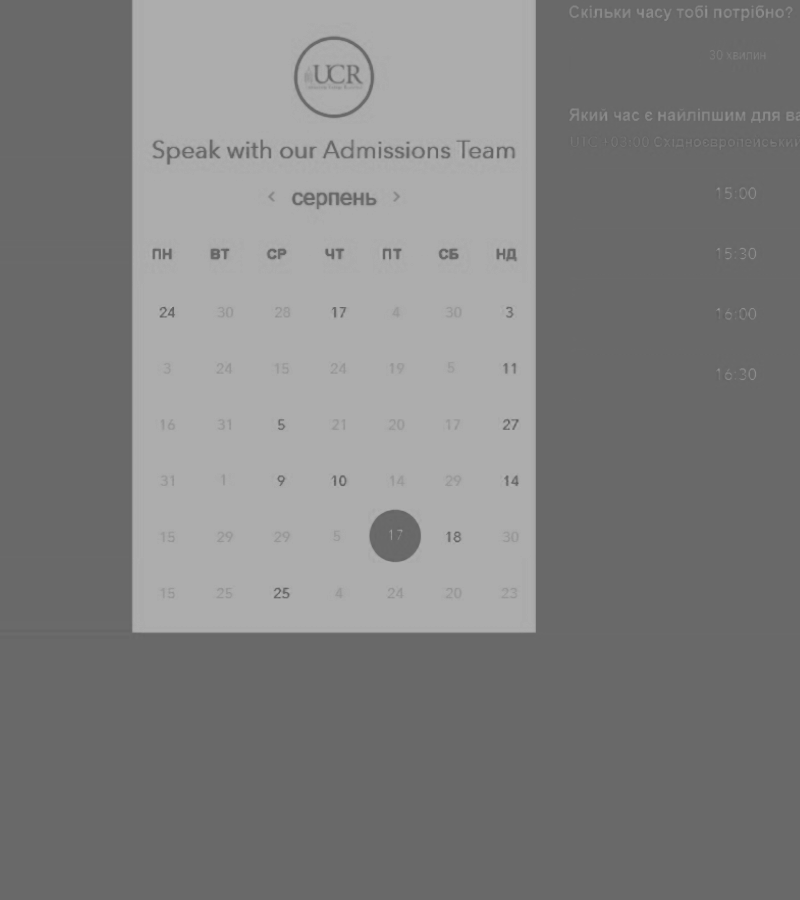 UCR
Speak with our Admissions Team
< серпень >
ПН ВТ СР ЧТ ПТ СБ НД
24 30 28 17 4 30 3
3 24 15 24 19 5 11
16 31 5 21 20 17 27
31 1 9 10 14 29 14
15 29 29 5 17 18 30
15 25 25 4 24 20 23
Скільки часу тобі потрібно?
30 хвилин
Який час є найліпшим для ва
UTC +03:00 Східноєвропейський
15:00
15:30
16:00
16:30